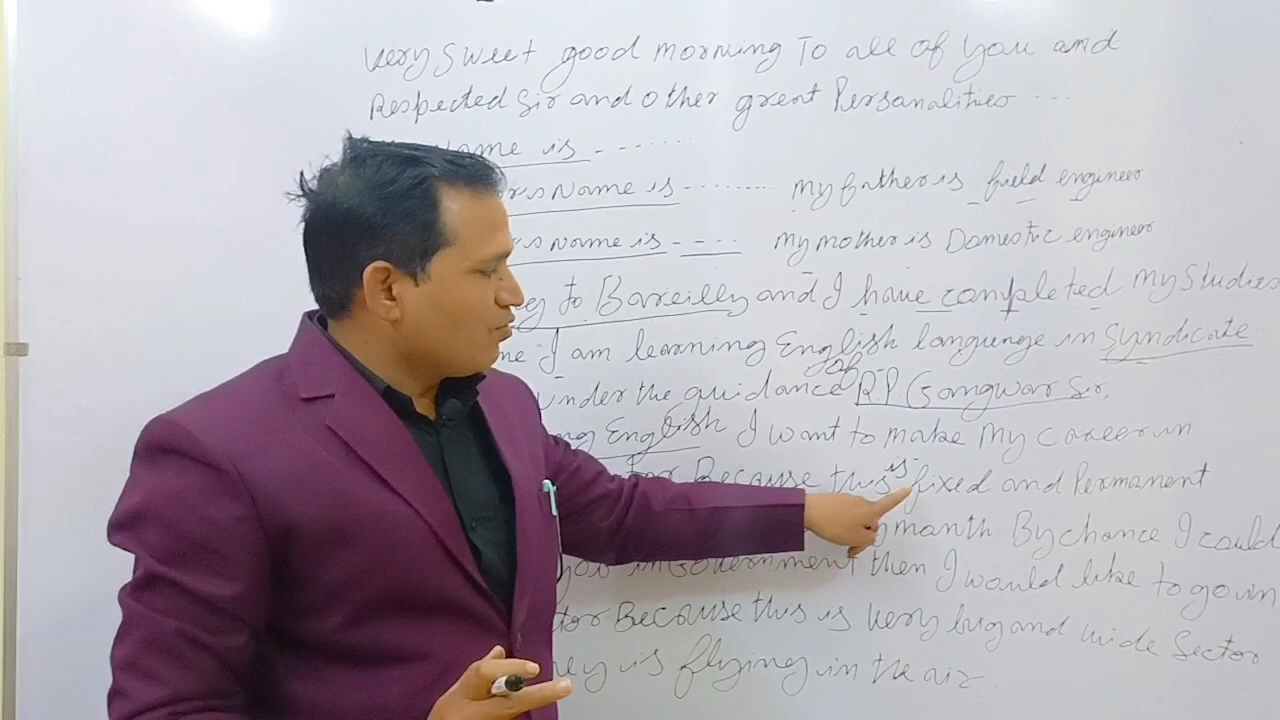 Very sweet good morning To all of you and
Respected Sir and other great Personalities ...
Name is - ......
Name is - ........ My father is field engineer
Name is - - - .... My mother is Domestic engineer
to Bareilly and I have completed My Studies
I am learning English language in Syndicate
under the guidance of R.P Gangwar Sir,
English I want to make My career in
Because this is fixed and Permanent
month By chance I could
in Government then I would like to go in
Because this is very big and wide Sector
is flying in the air.